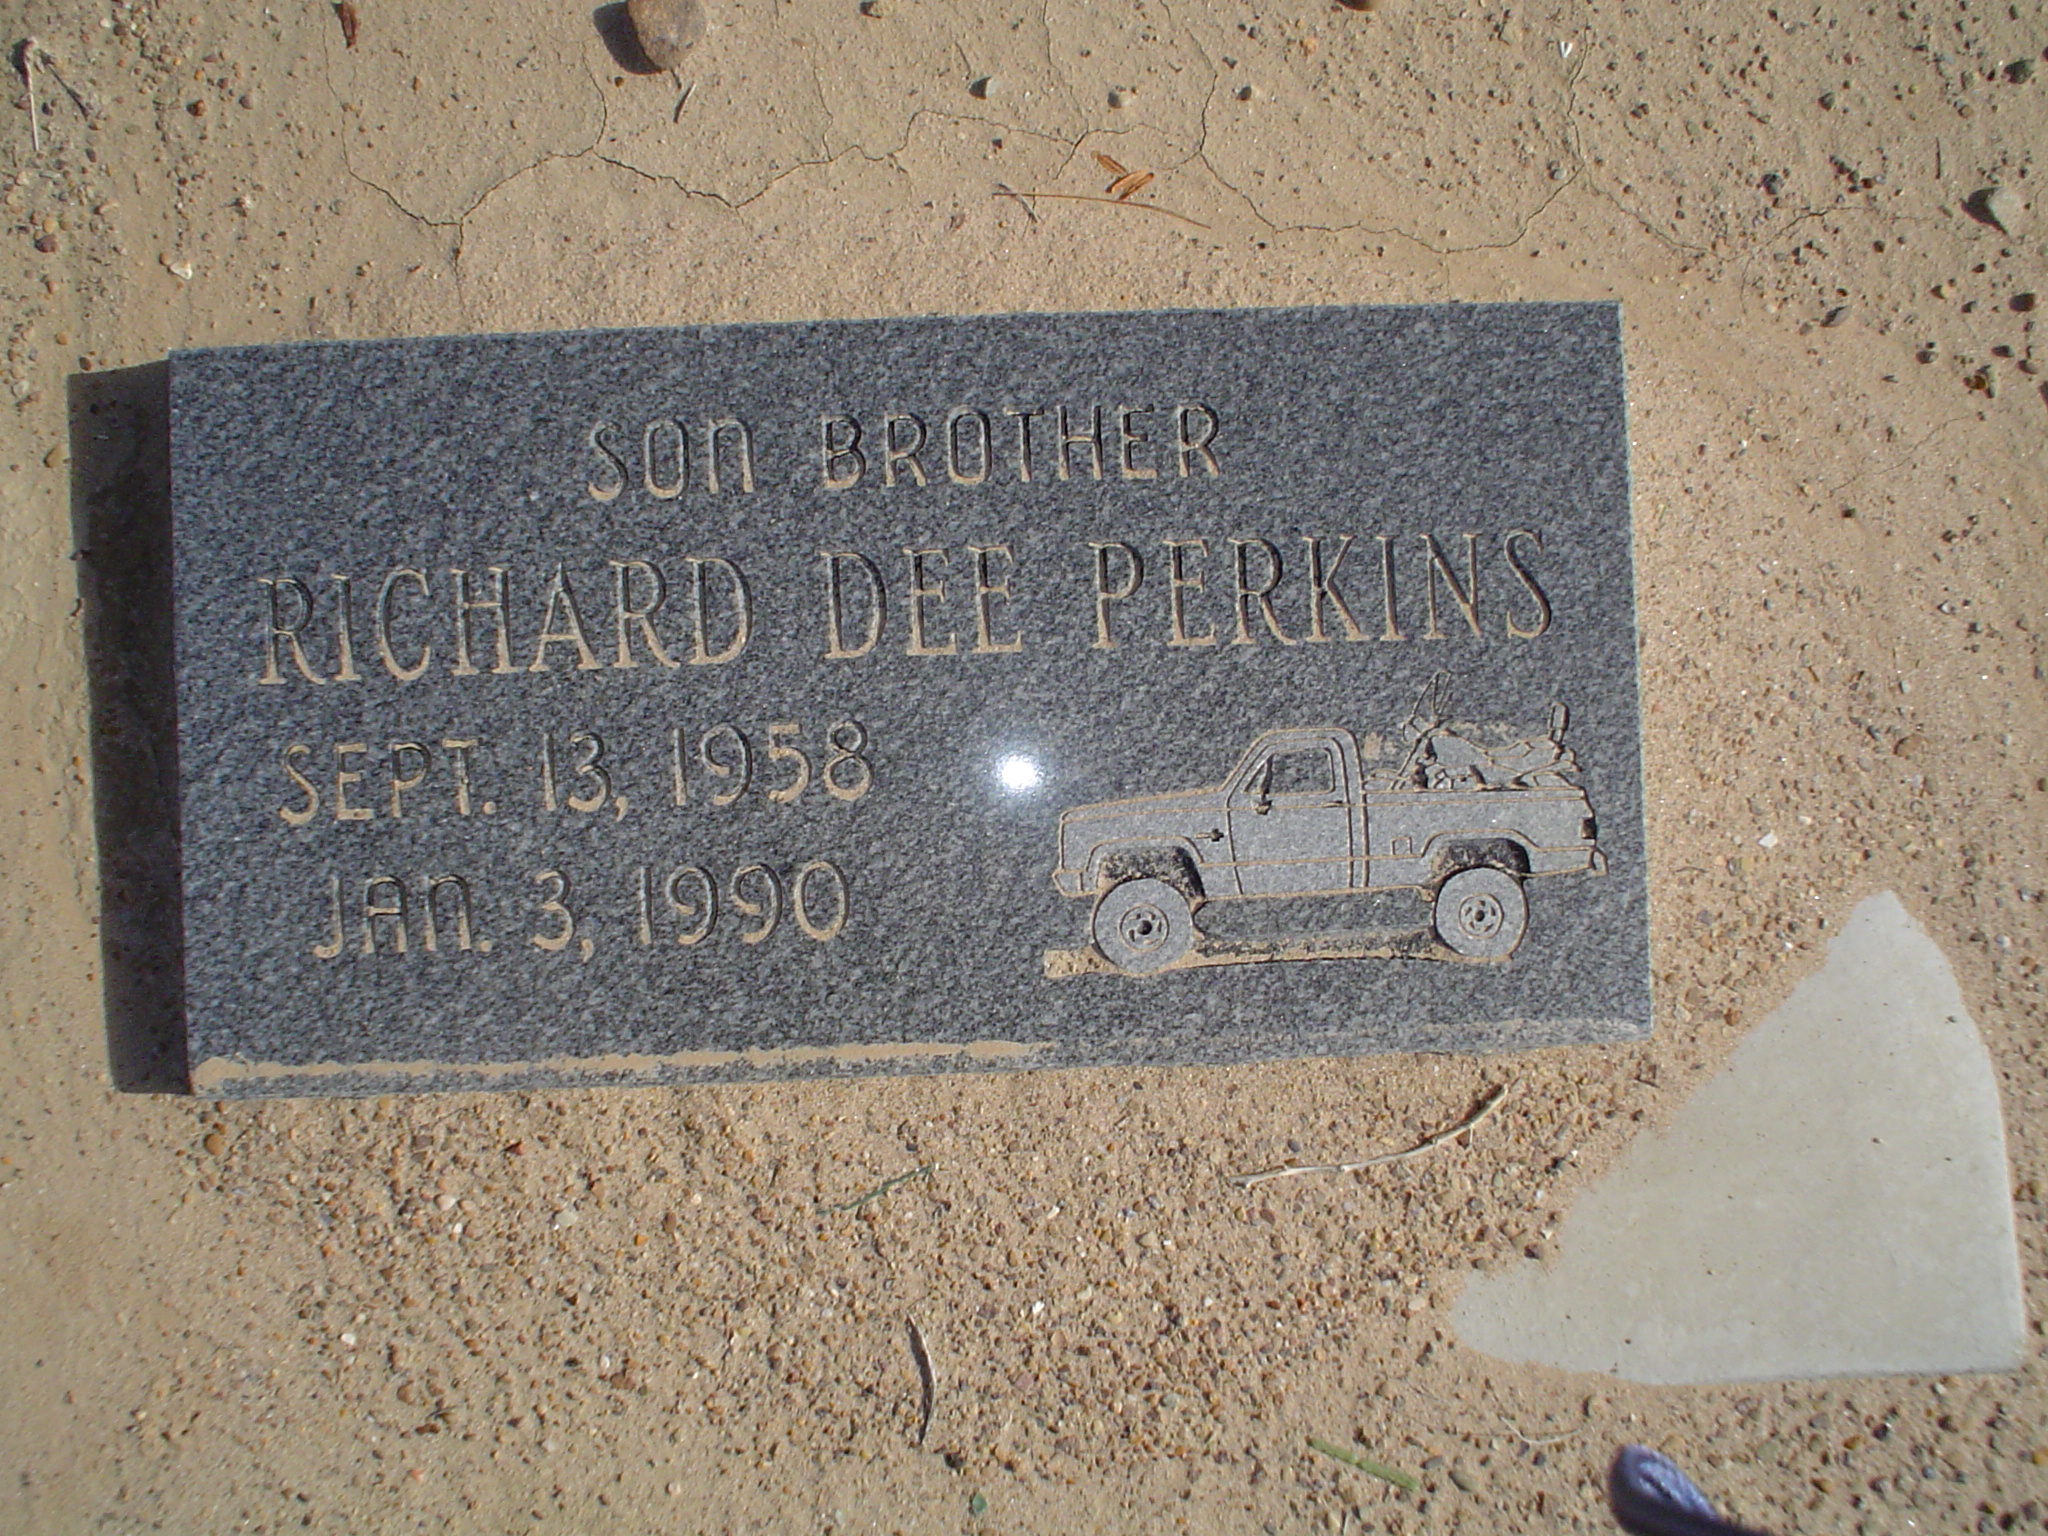 SON BROTHER
RICHARD DEE PERKINS
SEPT. 13, 1958
JAN. 3, 1990